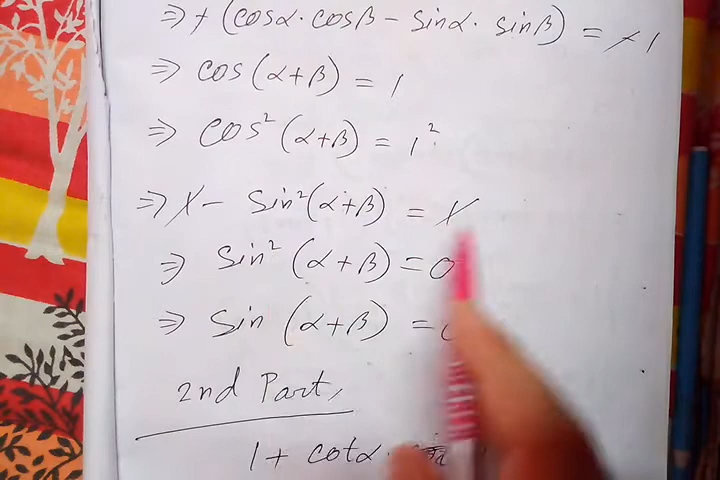 ⇒ ≁ (cosα·cosβ - sinα· sinβ) = ≁1
⇒ cos(α+β) = 1
⇒ cos²(α+β) = 1²
⇒ 1 - sin²(α+β) = 1
⇒ sin²(α+β) = 0
⇒ sin(α+β) =
2nd Part,
1 + cotα·